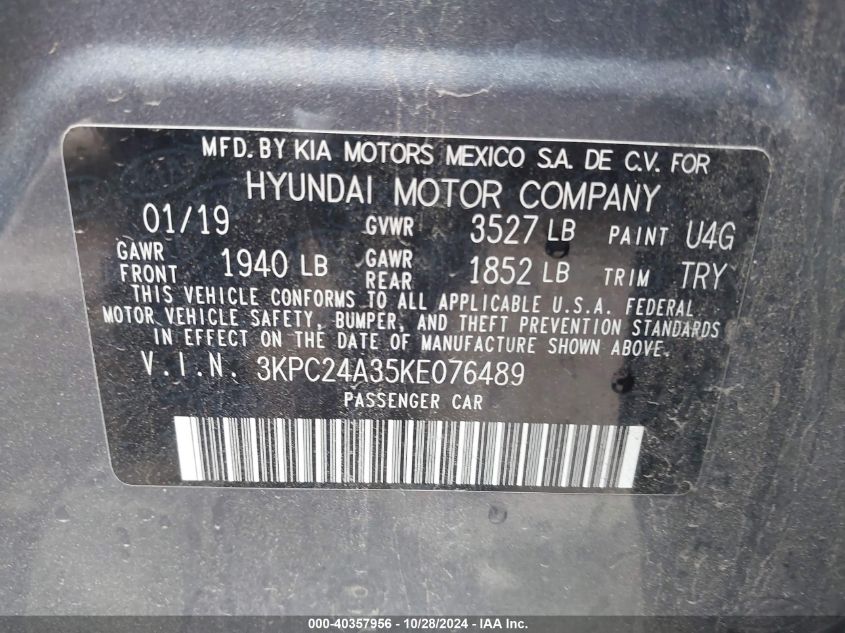 MFD. BY KIA MOTORS MEXICO S.A. DE C.V. FOR
HYUNDAI MOTOR COMPANY
01/19 GVWR 3527 LB PAINT U4G
GAWR FRONT 1940 LB GAWR REAR 1852 LB TRIM TRY
THIS VEHICLE CONFORMS TO ALL APPLICABLE U.S.A. FEDERAL
MOTOR VEHICLE SAFETY, BUMPER, AND THEFT PREVENTION STANDARDS
IN EFFECT ON THE DATE OF MANUFACTURE SHOWN ABOVE.
V.I.N. 3KPC24A35KE076489
PASSENGER CAR
000-40357956 - 10/28/2024 - IAA Inc.